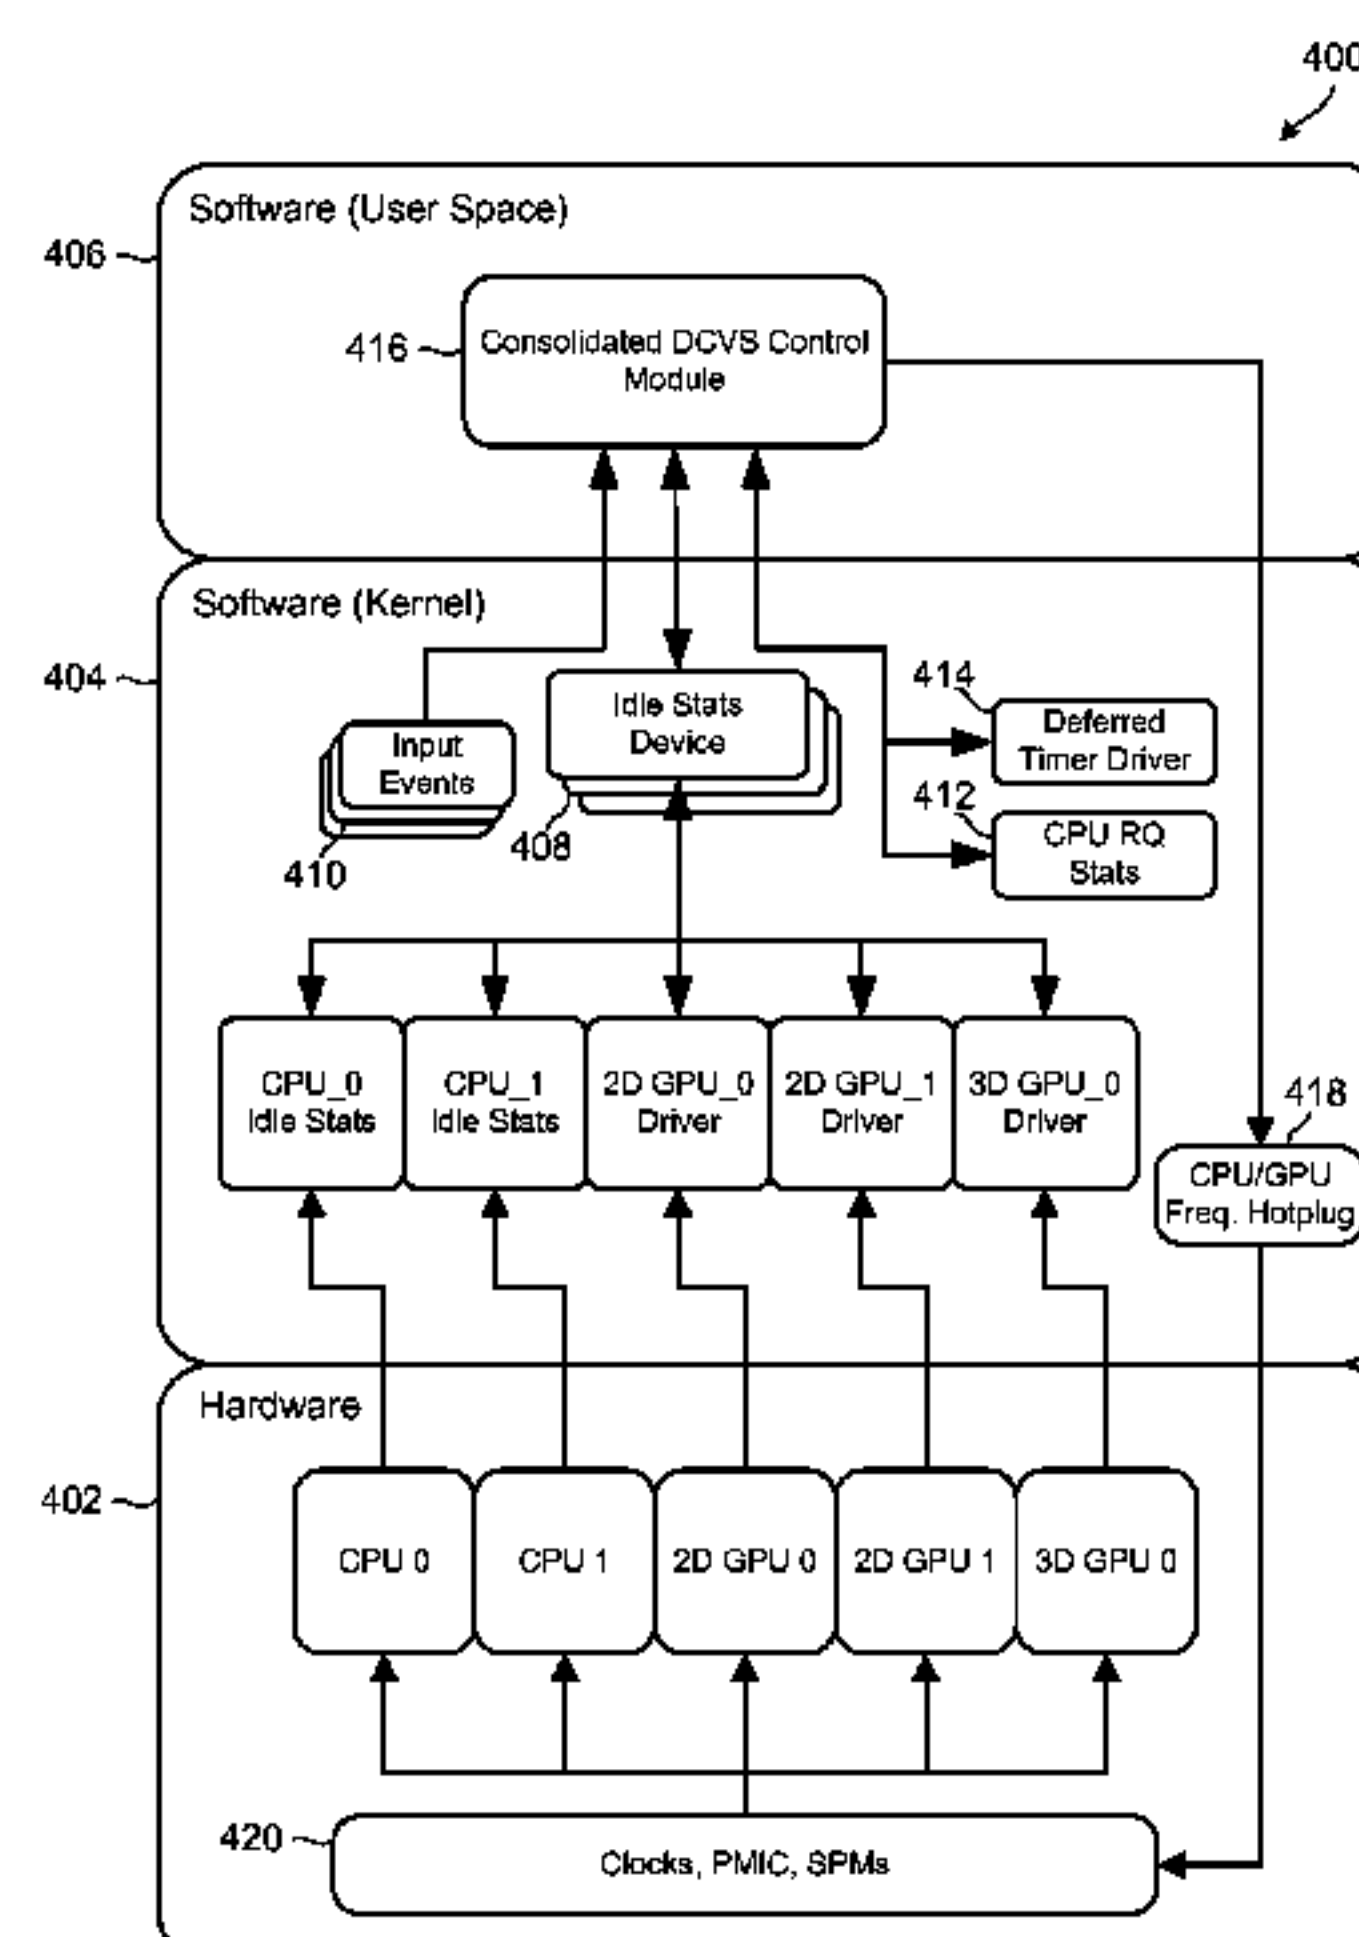 400
Software (User Space)
406
416
Consolidated DCVS Control
Module
Software (Kernel)
404
414
Deferred
Timer Driver
Idle Stats
Device
Input
Events
412
CPU RQ
Stats
408
410
CPU_0
Idle Stats
CPU_1
Idle Stats
2D GPU_0
Driver
2D GPU_1
Driver
3D GPU_0
Driver
418
CPU/GPU
Freq. Hotplug
Hardware
402
CPU 0
CPU 1
2D GPU 0
2D GPU 1
3D GPU 0
420
Clocks, PMIC, SPMs